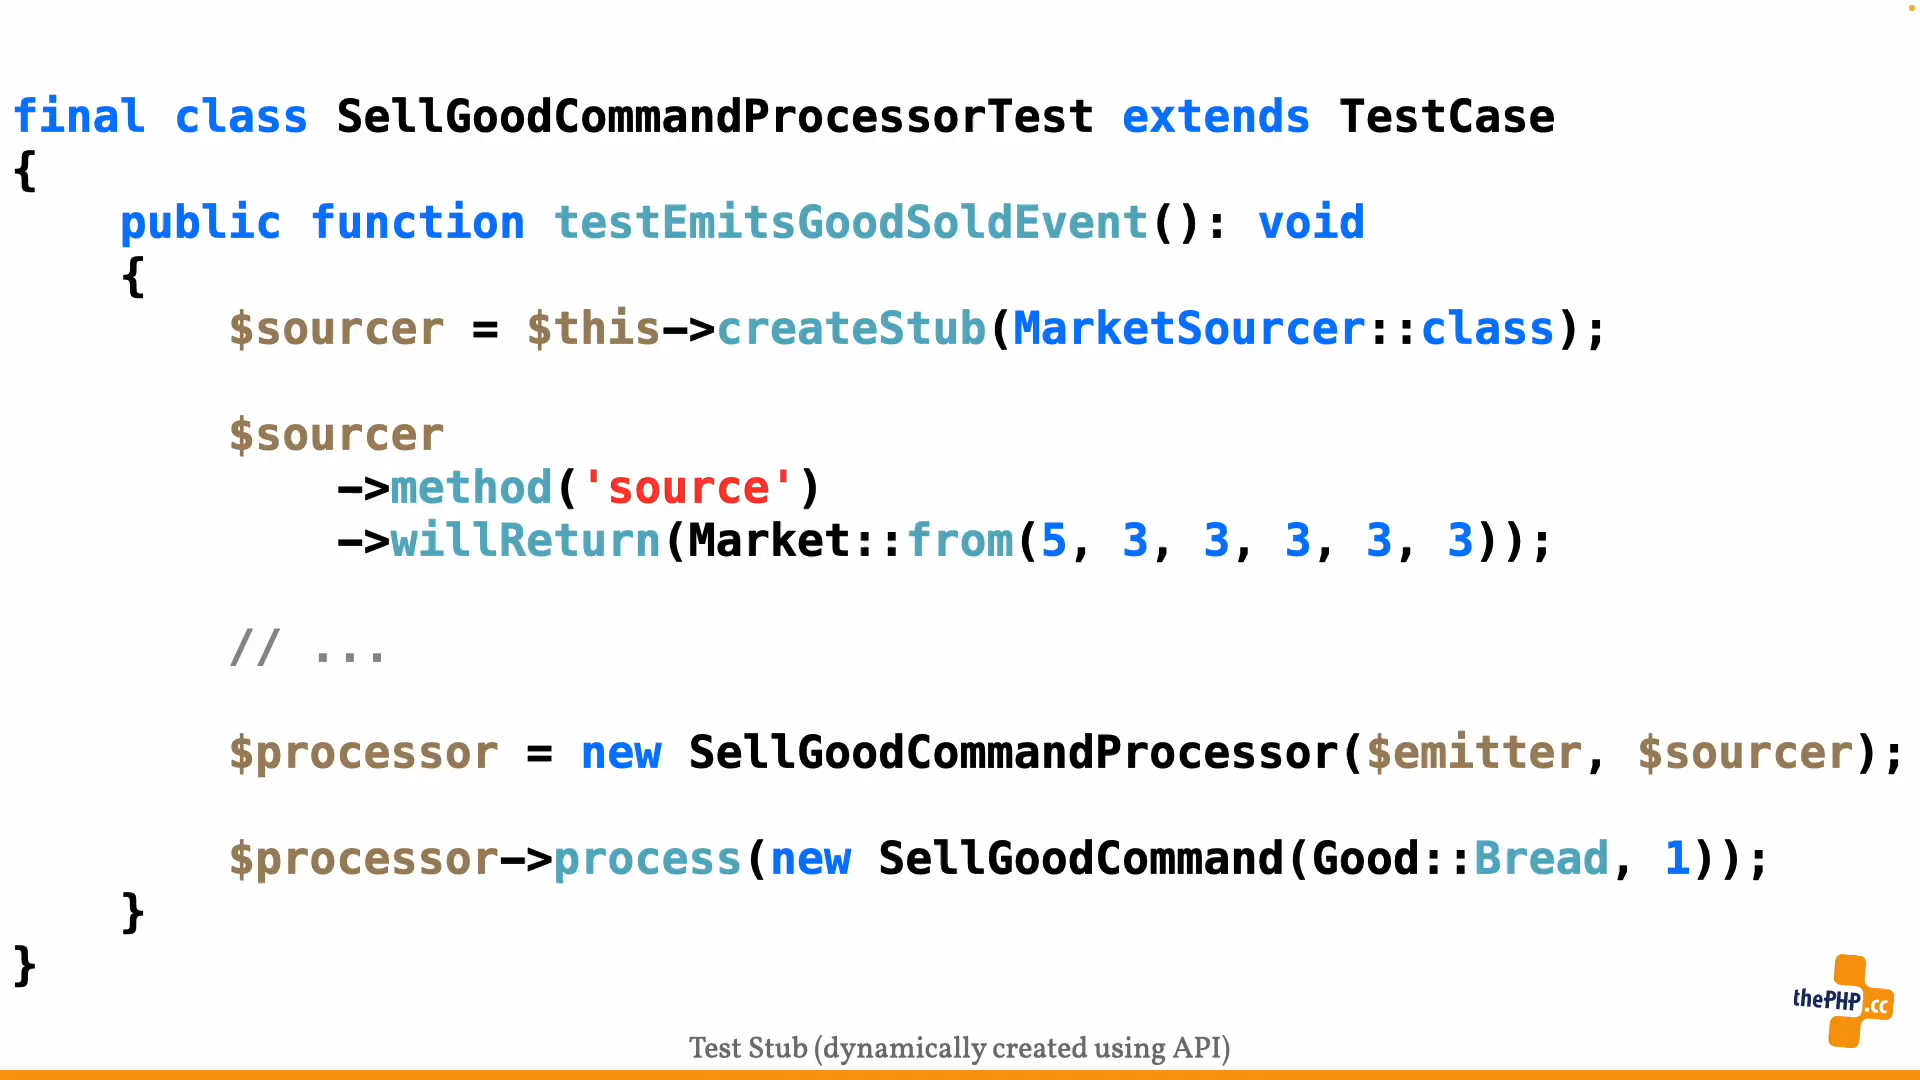 final class SellGoodCommandProcessorTest extends TestCase
{
    public function testEmitsGoodSoldEvent(): void
    {
        $sourcer = $this->createStub(MarketSourcer::class);
        $sourcer
            ->method('source')
            ->willReturn(Market::from(5, 3, 3, 3, 3, 3));
        // ...
        $processor = new SellGoodCommandProcessor($emitter, $sourcer);
        $processor->process(new SellGoodCommand(Good::Bread, 1));
    }
}
thePHP.cc
Test Stub (dynamically created using API)